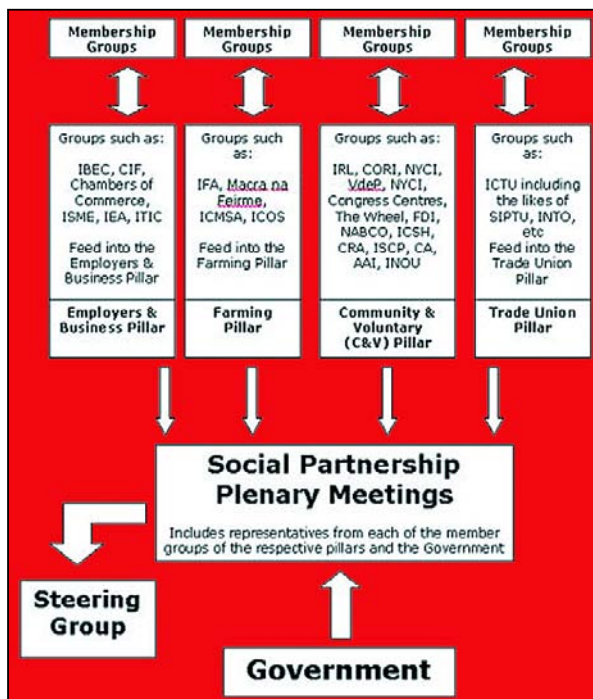 Membership
Groups
Membership
Groups
Membership
Groups
Membership
Groups
Groups such as:
IBEC, CIF,
Chambers of
Commerce,
ISME, IEA, ITIC
Feed into the
Employers &
Business Pillar
Employers &
Business Pillar
Groups such
as:
IFA, Macra na
Feirme,
ICMSA, ICOS
Feed into the
Farming Pillar
Farming
Pillar
Groups such as:
IRL, CORI, NYCI,
VdeP, NYCI,
Congress Centres,
The Wheel, FDI,
NABCO, ICSH,
CRA, ISCP, CA,
AAI, INOU
Community &
Voluntary
(C&V) Pillar
Groups such
as:
ICTU including
the likes of
SIPTU, INTO,
etc
Feed into the
Trade Union
Pillar
Trade Union
Pillar
Social Partnership
Plenary Meetings
Includes representatives from each of the member
groups of the respective pillars and the Government
Steering
Group
Government